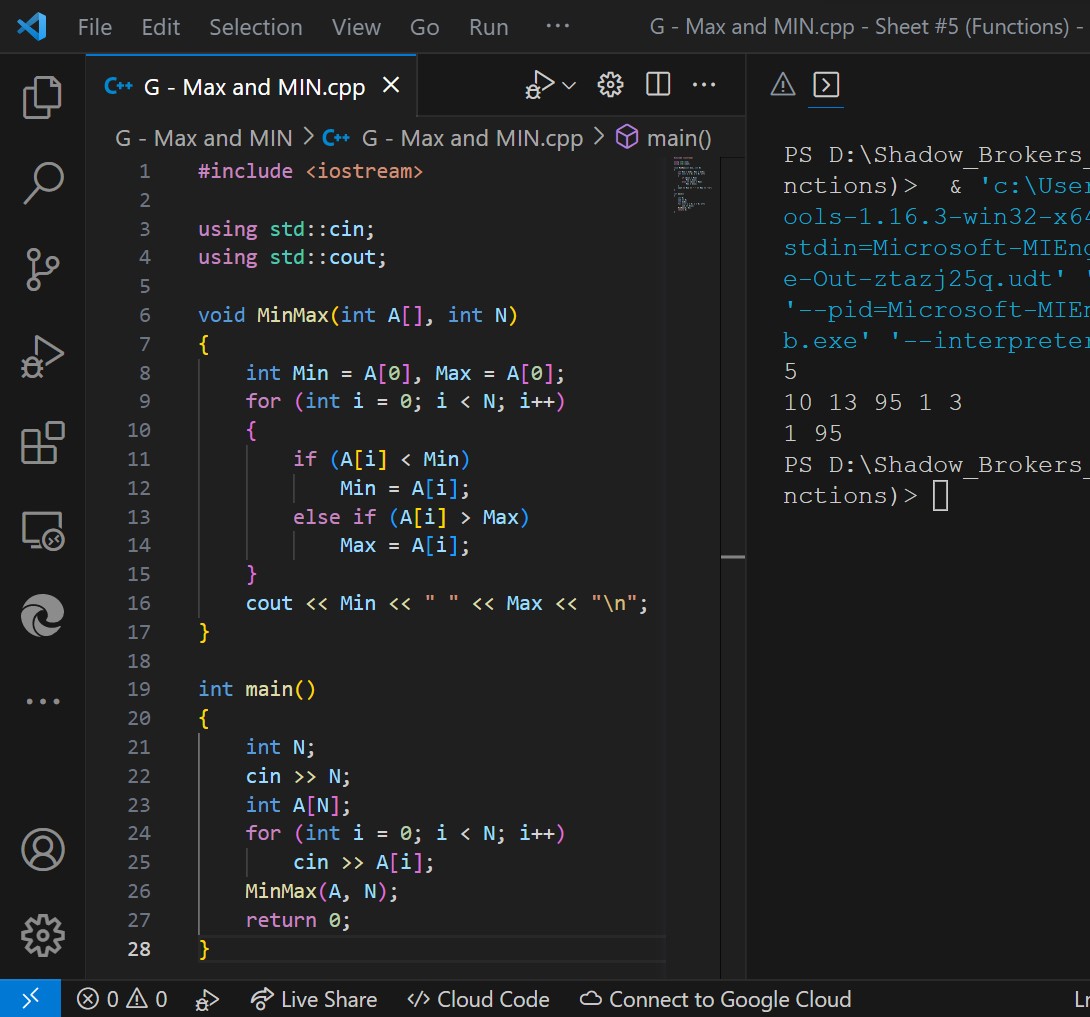 File Edit Selection View Go Run ··· G - Max and MIN.cpp - Sheet #5 (Functions) -
C++ G - Max and MIN.cpp ×
G - Max and MIN > C++ G - Max and MIN.cpp > main()
1 #include <iostream>
2
3 using std::cin;
4 using std::cout;
5
6 void MinMax(int A[], int N)
7 {
8 int Min = A[0], Max = A[0];
9 for (int i = 0; i < N; i++)
10 {
11 if (A[i] < Min)
12 Min = A[i];
13 else if (A[i] > Max)
14 Max = A[i];
15 }
16 cout << Min << " " << Max << "\n";
17 }
18
19 int main()
20 {
21 int N;
22 cin >> N;
23 int A[N];
24 for (int i = 0; i < N; i++)
25 cin >> A[i];
26 MinMax(A, N);
27 return 0;
28 }
PS D:\Shadow_Brokers_
nctions)> & 'c:\User
ools-1.16.3-win32-x64
stdin=Microsoft-MIEng
e-Out-ztazj25q.udt' '
'--pid=Microsoft-MIEn
b.exe' '--interpreter
5
10 13 95 1 3
1 95
PS D:\Shadow_Brokers_
nctions)>
0 0 Live Share Cloud Code Connect to Google Cloud Ln